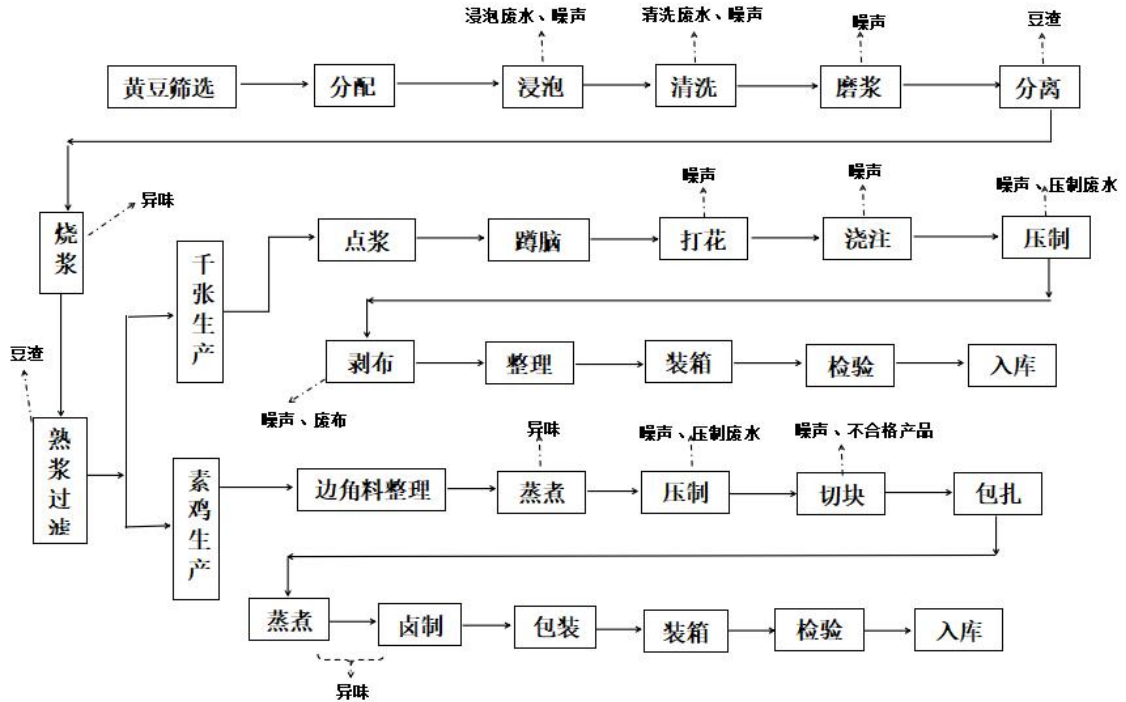 浸泡废水、噪声
清洗废水、噪声
噪声
豆渣
黄豆筛选
分配
浸泡
清洗
磨浆
分离
烧浆
异味
千张生产
噪声
噪声
噪声、压制废水
点浆
蹲脑
打花
浇注
压制
豆渣
剥布
整理
装箱
检验
入库
噪声、废布
熟浆过滤
素鸡生产
异味
噪声、压制废水
噪声、不合格产品
边角料整理
蒸煮
压制
切块
包扎
蒸煮
卤制
包装
装箱
检验
入库
异味